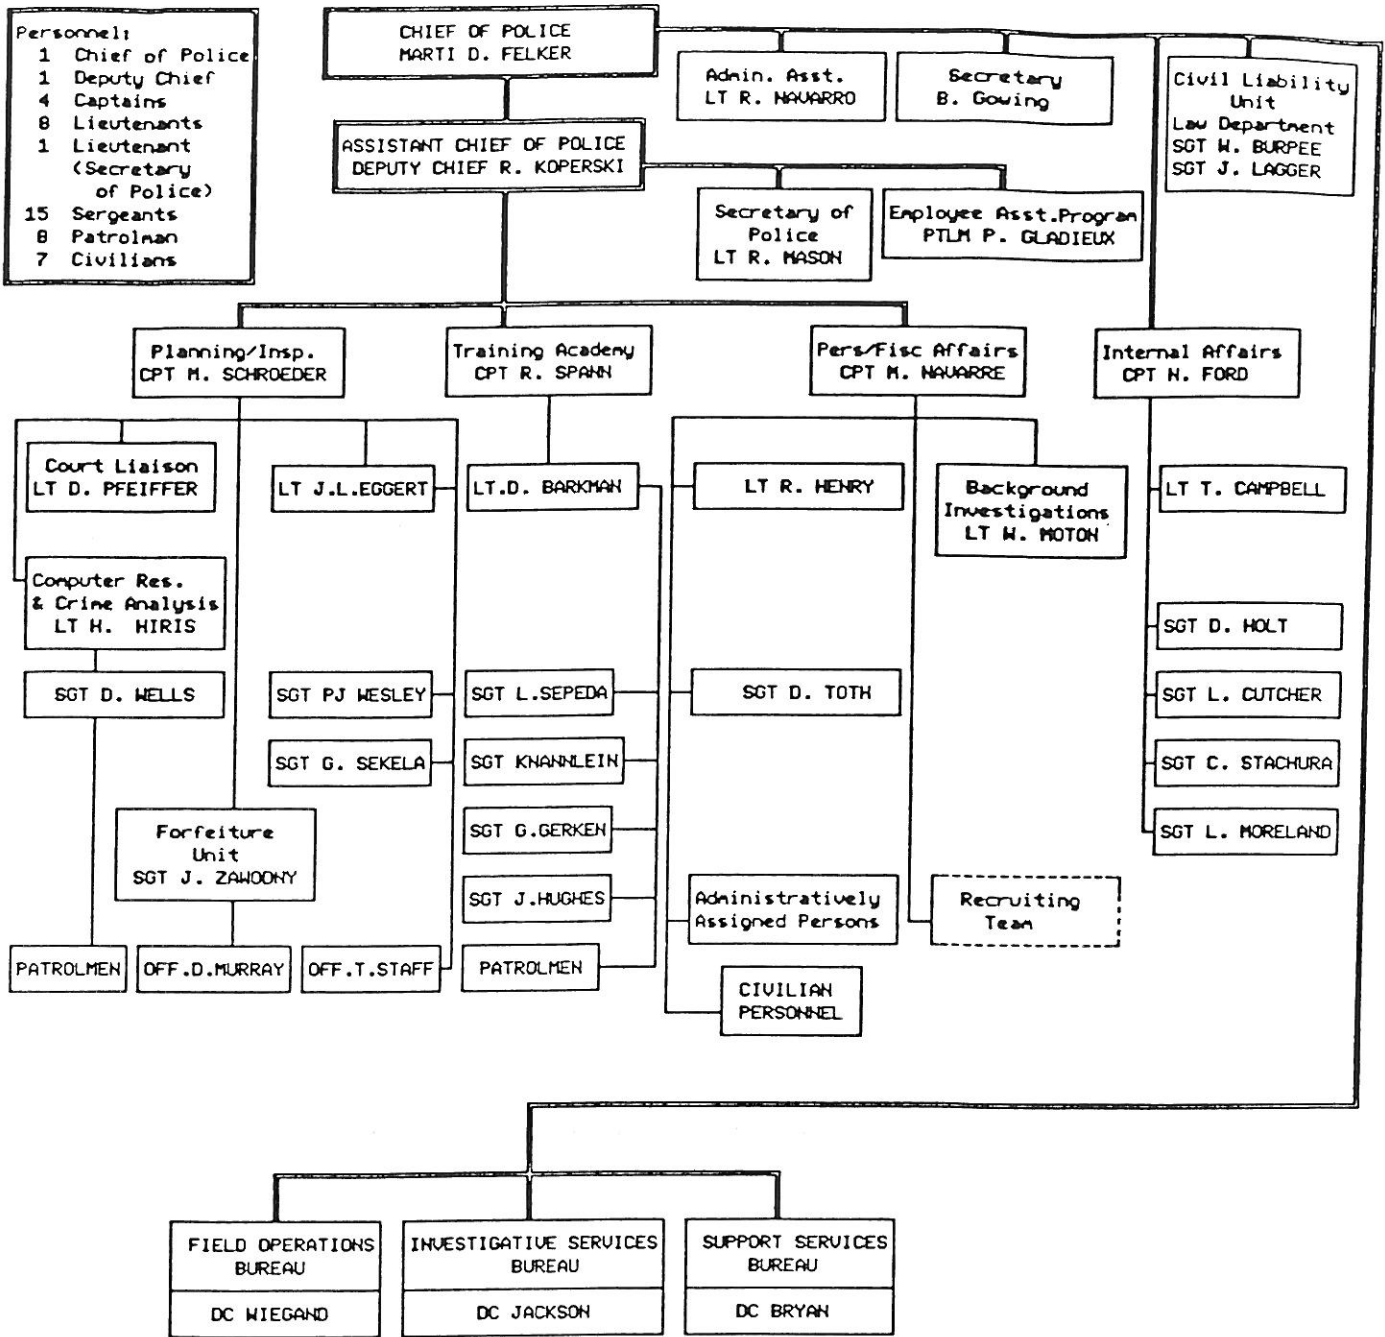 Personnel:
1 Chief of Police
1 Deputy Chief
4 Captains
8 Lieutenants
1 Lieutenant
(Secretary
of Police)
15 Sergeants
8 Patrolman
7 Civilians
CHIEF OF POLICE
MARTI D. FELKER
Admin. Asst.
LT R. NAVARRO
Secretary
B. Gowing
Civil Liability
Unit
Law Department
SGT W. BURPEE
SGT J. LAGGER
ASSISTANT CHIEF OF POLICE
DEPUTY CHIEF R. KOPERSKI
Secretary of
Police
LT R. MASON
Employee Asst.Program
PTLM P. GLADIEUX
Planning/Insp.
CPT M. SCHROEDER
Training Academy
CPT R. SPANN
Pers/Fisc Affairs
CPT M. NAVARRE
Internal Affairs
CPT N. FORD
Court Liaison
LT D. PFEIFFER
LT J.L.EGGERT
LT.D. BARKMAN
LT R. HENRY
Background
Investigations
LT W. MOTON
LT T. CAMPBELL
Computer Res.
& Crime Analysis
LT H. HIRIS
SGT D. HOLT
SGT D. WELLS
SGT PJ WESLEY
SGT L.SEPEDA
SGT D. TOTH
SGT L. CUTCHER
SGT G. SEKELA
SGT KNANNLEIN
SGT C. STACHURA
Forfeiture
Unit
SGT J. ZAWODNY
SGT G.GERKEN
SGT L. MORELAND
SGT J.HUGHES
Administratively
Assigned Persons
Recruiting
Team
PATROLMEN
OFF.D.MURRAY
OFF.T.STAFF
PATROLMEN
CIVILIAN
PERSONNEL
FIELD OPERATIONS
BUREAU
DC WIEGAND
INVESTIGATIVE SERVICES
BUREAU
DC JACKSON
SUPPORT SERVICES
BUREAU
DC BRYAN